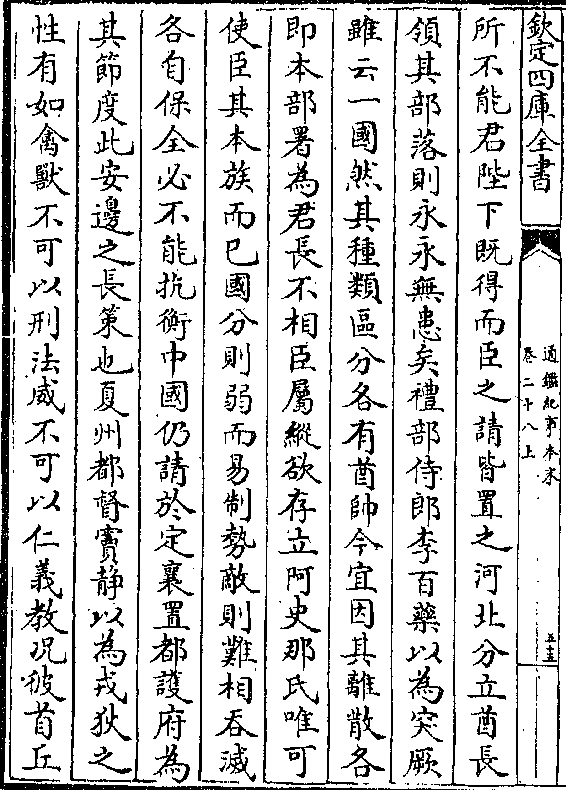 欽定四庫全書
通鑑紀事本末
卷二十八上
五十五
所不能君陛下既得而臣之請皆置之河北分立酋長
領其部落則永永無患矣禮部侍郎李百藥以為突厥
雖云一國然其種類區分各有酋帥今宜因其離散各
即本部署為君長不相臣屬縱欲存立阿史那氏唯可
使臣其本族而已國分則弱而易制勢敵則難相吞滅
各自保全必不能抗衡中國仍請於定襄置都護府為
其節度此安邊之長策也夏州都督竇静以為戎狄之
性有如禽獸不可以刑法威不可以仁義教况彼首丘